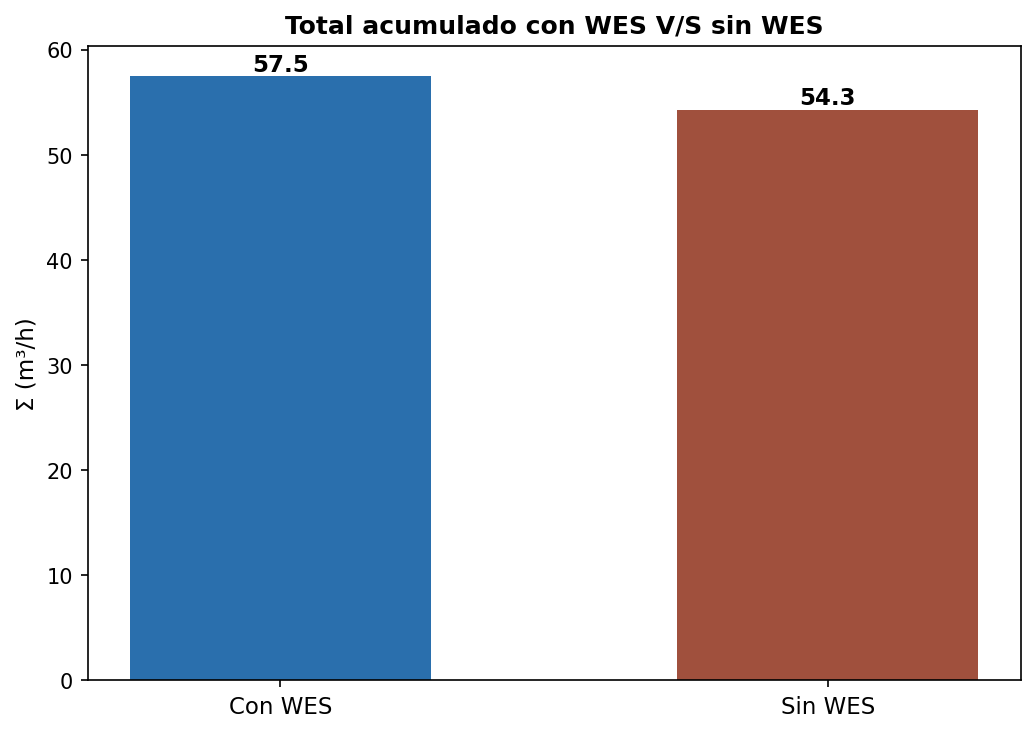 Total acumulado con WES V/S sin WES
57.5
54.3
60
50
40
30
20
10
0
Σ (m³/h)
Con WES
Sin WES